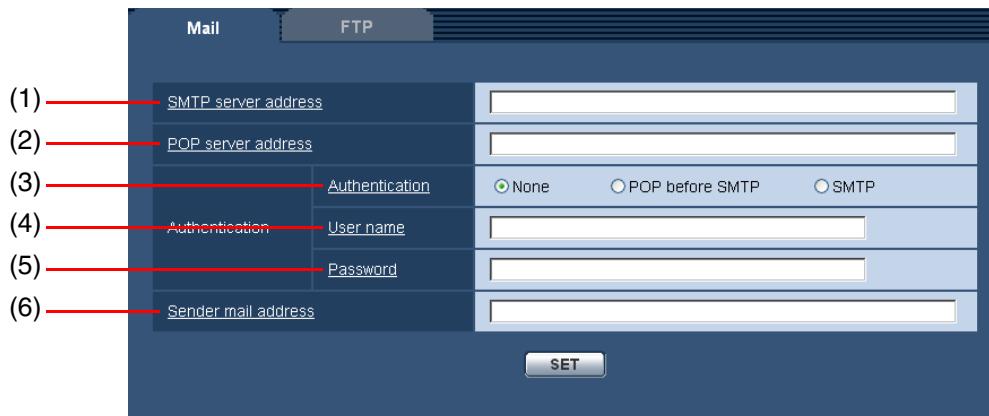 Mail FTP
(1) SMTP server address
(2) POP server address
(3) Authentication None POP before SMTP SMTP
(4) Authentication User name
(5) Password
(6) Sender mail address
SET